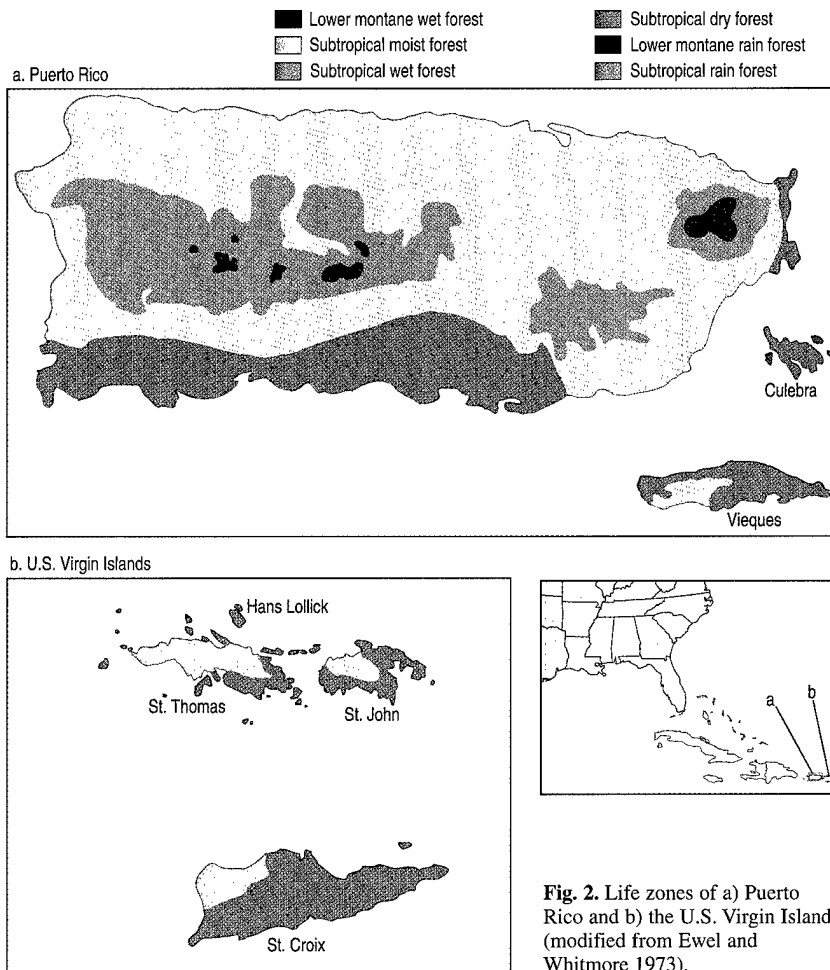 Lower montane wet forest
Subtropical moist forest
Subtropical wet forest
Subtropical dry forest
Lower montane rain forest
Subtropical rain forest
a. Puerto Rico
Culebra
Vieques
b. U.S. Virgin Islands
Hans Lollick
St. Thomas
St. John
St. Croix
a
b
Fig. 2. Life zones of a) Puerto
Rico and b) the U.S. Virgin Island
(modified from Ewel and
Whitmore 1973).